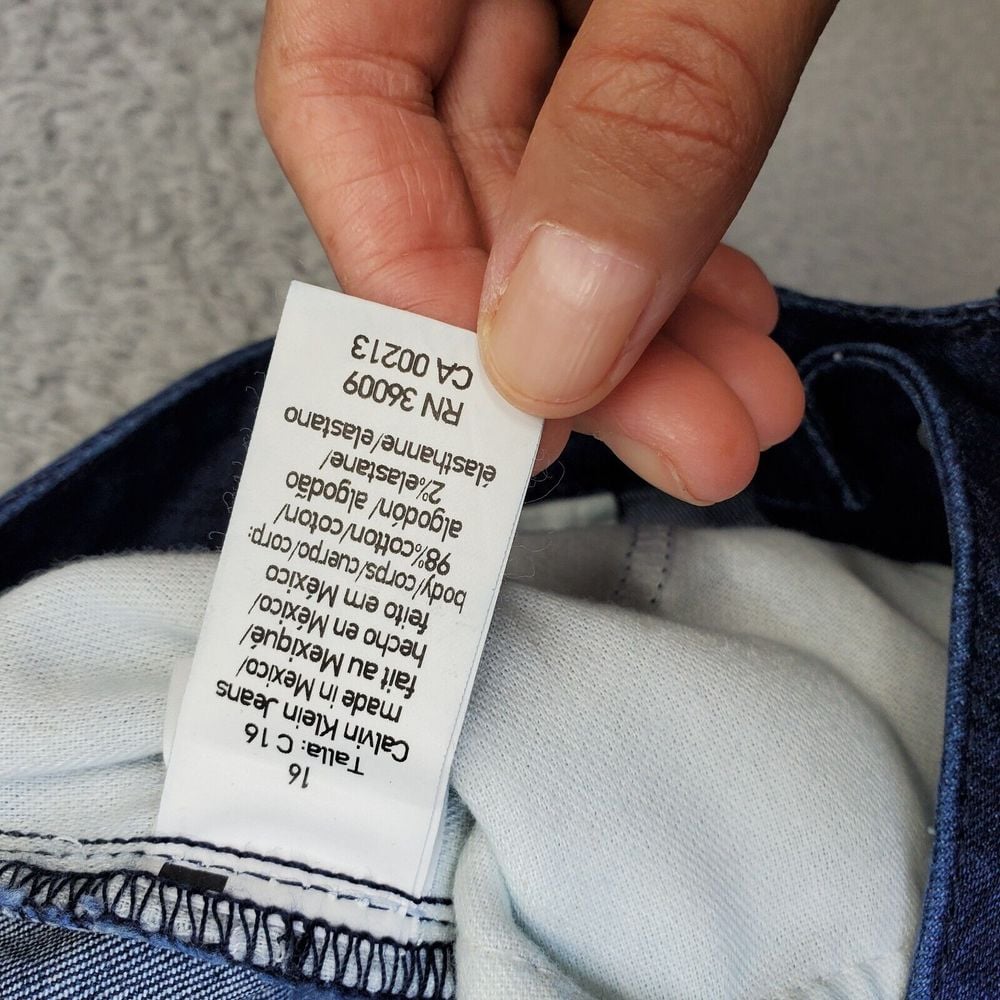 16
Talla: C 16
Calvin Klein Jeans
made in Mexico/
fait au Mexiqué/
hecho en México/
feito em México
body/corps/cuerpo/corp:
98%cotton/coton/
algodón/ algodão
2%elastane/
élasthanne/elastano
RN 36009
CA 00213